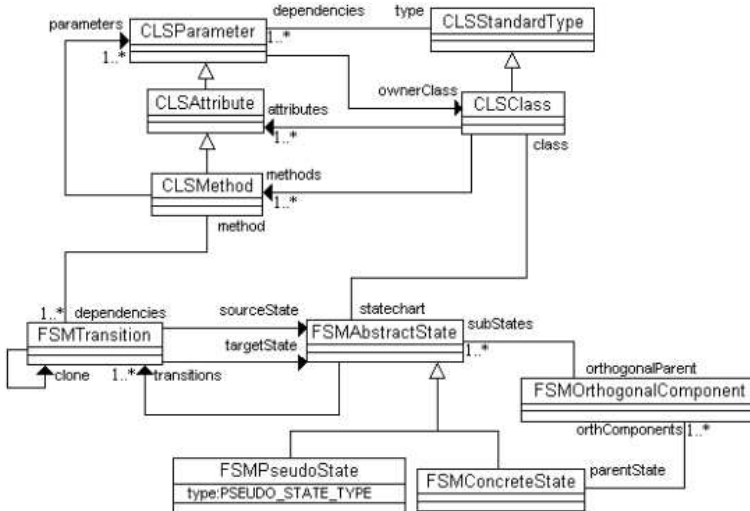 dependencies type
parameters CLSParameter CLSStandardType
1..* 1..*
ownerClass
CLSAttribute attributes CLSClass
1..*
class
methods
CLSMethod 1..*
method
1..* dependencies sourceState statechart
FSMTransition FSMAbstractState subStates
targetState 1..*
clone 1..* transitions orthogonalParent
FSMOrthogonalComponent
orthComponents 1..*
FSMPseudoState FSMConcreteState parentState
type:PSEUDO_STATE_TYPE